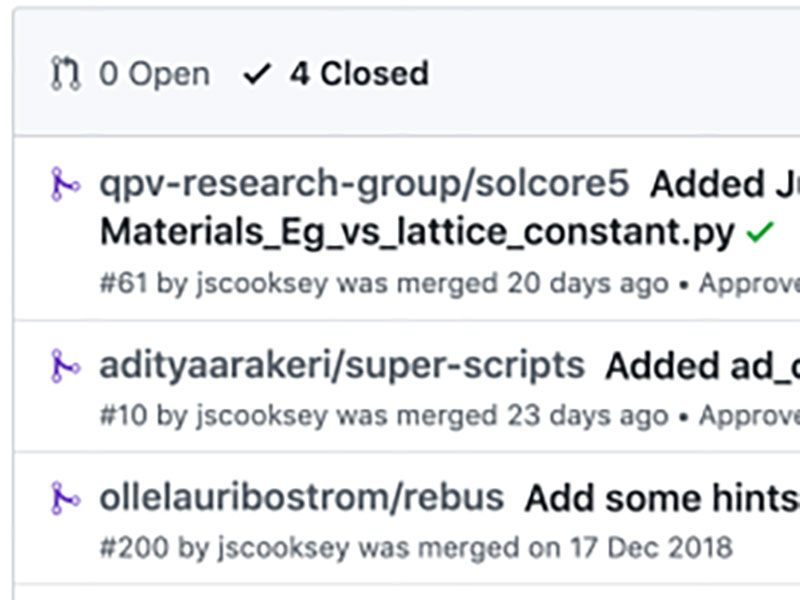 0 Open 4 Closed
qpv-research-group/solcore5 Added
Materials_Eg_vs_lattice_constant.py
#61 by jscooksey was merged 20 days ago • Approve
adityaarakeri/super-scripts Added ad_
#10 by jscooksey was merged 23 days ago • Approve
ollelauribostrom/rebus Add some hints
#200 by jscooksey was merged on 17 Dec 2018